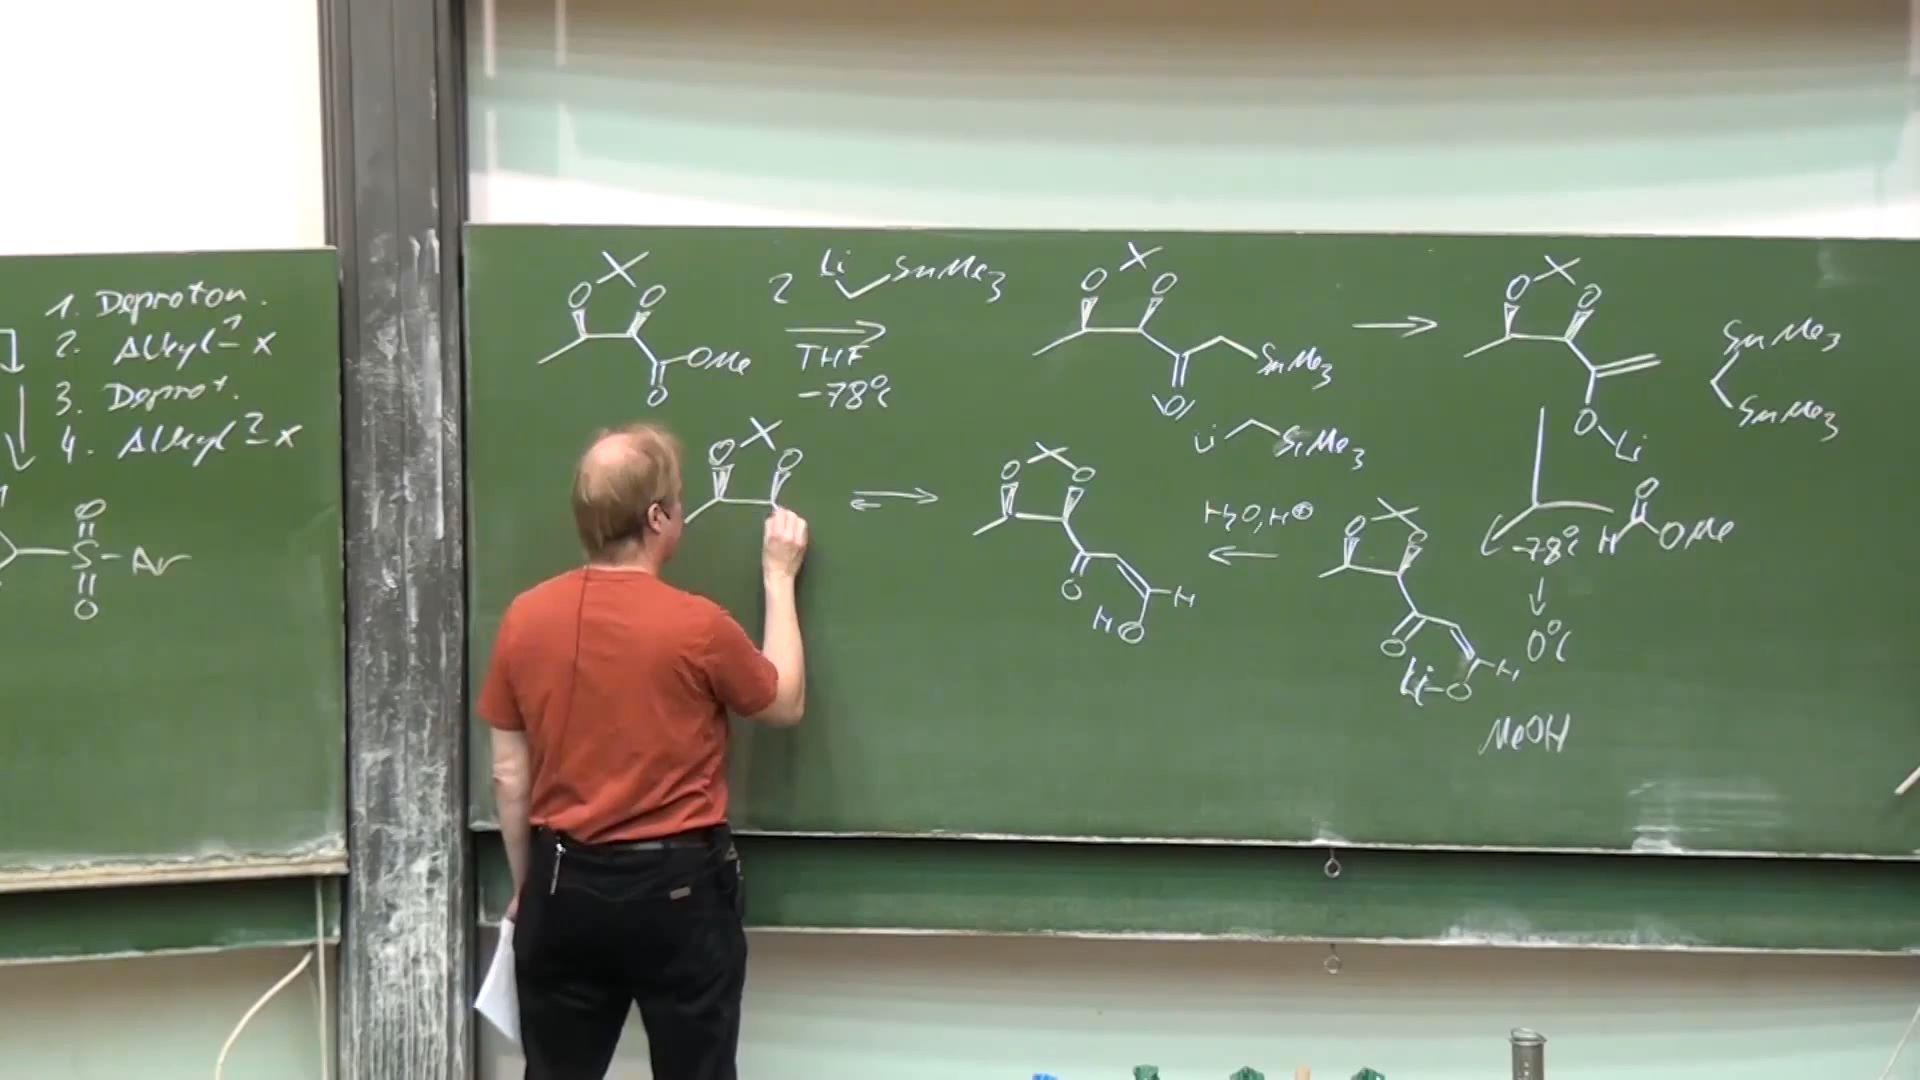 1. Deproton.
2. Alkyl¹-X
3. Deprot.
4. Alkyl²-X
O
S-Ar
O
O O
OMe
O
2 Li SnMe3
THF
-78°C
O O
SnMe3
O
Li SiMe3
O O
O
Li
SnMe3
SnMe3
O O
O O
O
HO
H
H2O, H⊕
O O
O
Li-O
H
-78°C
0°C
O
H OMe
MeOH